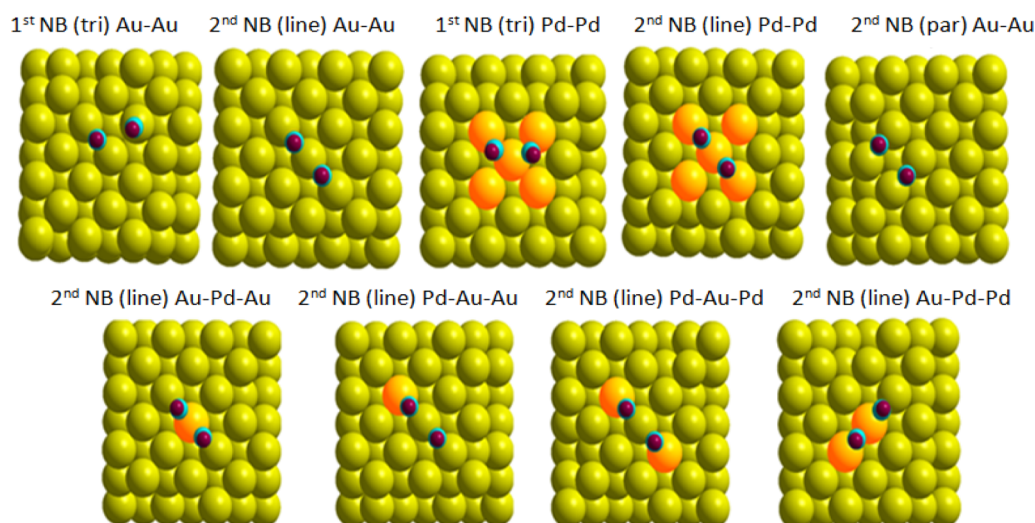 1st NB (tri) Au-Au 2nd NB (line) Au-Au 1st NB (tri) Pd-Pd 2nd NB (line) Pd-Pd 2nd NB (par) Au-Au
2nd NB (line) Au-Pd-Au 2nd NB (line) Pd-Au-Au 2nd NB (line) Pd-Au-Pd 2nd NB (line) Au-Pd-Pd